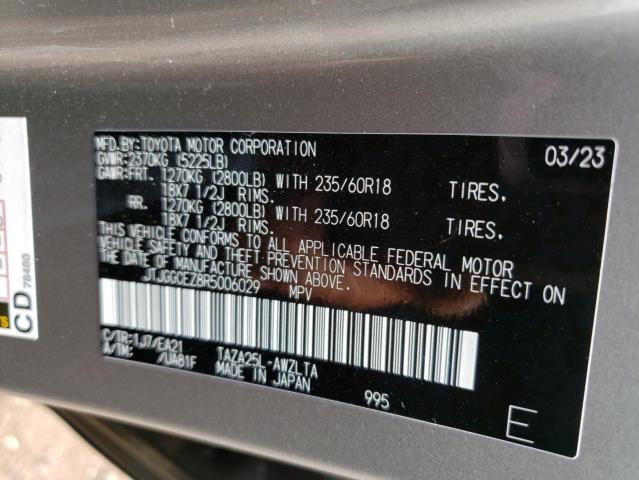 MFD.BY:TOYOTA MOTOR CORPORATION 03/23
GVWR:2370KG (5225LB)
GAWR:FRT. 1270KG (2800LB) WITH 235/60R18 TIRES.
18X7 1/2J RIMS.
RR. 1270KG (2800LB) WITH 235/60R18 TIRES.
18X7 1/2J RIMS.
THIS VEHICLE CONFORMS TO ALL APPLICABLE FEDERAL MOTOR
VEHICLE SAFETY AND THEFT PREVENTION STANDARDS IN EFFECT ON
THE DATE OF MANUFACTURE SHOWN ABOVE.
JTJGGCEZ8R5006029 MPV
C/TR:1J7/EA21 TAZA25L-AWZLTA
A/TM: /UA81F MADE IN JAPAN
995
E
CD
78480